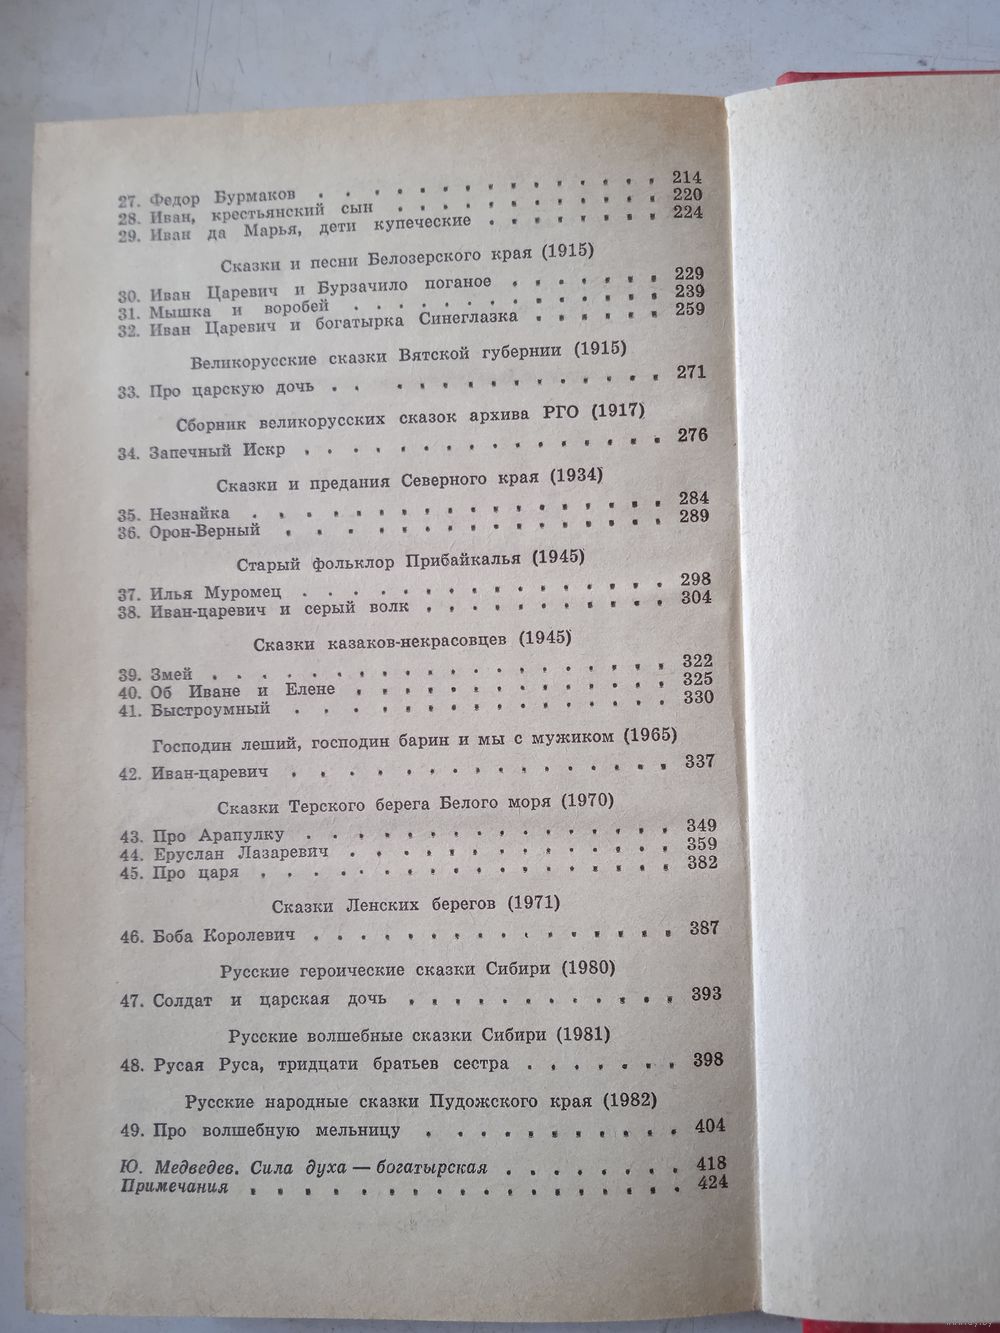 27. Федор Бурмаков . . . . . . . . . . . . . . . . 214
28. Иван, крестьянский сын . . . . . . . . . . . . 220
29. Иван да Марья, дети купеческие . . . . . . . . 224
Сказки и песни Белозерского края (1915)
30. Иван Царевич и Бурзачило поганое . . . . . . . 229
31. Мышка и воробей . . . . . . . . . . . . . . . 239
32. Иван Царевич и богатырка Синеглазка . . . . . . 259
Великорусские сказки Вятской губернии (1915)
33. Про царскую дочь . . . . . . . . . . . . . . . 271
Сборник великорусских сказок архива РГО (1917)
34. Запечный Искр . . . . . . . . . . . . . . . . 276
Сказки и предания Северного края (1934)
35. Незнайка . . . . . . . . . . . . . . . . . . 284
36. Орон-Верный . . . . . . . . . . . . . . . . . 289
Старый фольклор Прибайкалья (1945)
37. Илья Муромец . . . . . . . . . . . . . . . . 298
38. Иван-царевич и серый волк . . . . . . . . . . 304
Сказки казаков-некрасовцев (1945)
39. Змей . . . . . . . . . . . . . . . . . . . . 322
40. Об Иване и Елене . . . . . . . . . . . . . . 325
41. Быстроумный . . . . . . . . . . . . . . . . . 330
Господин леший, господин барин и мы с мужиком (1965)
42. Иван-царевич . . . . . . . . . . . . . . . . 337
Сказки Терского берега Белого моря (1970)
43. Про Арапулку . . . . . . . . . . . . . . . . 349
44. Еруслан Лазаревич . . . . . . . . . . . . . . 359
45. Про царя . . . . . . . . . . . . . . . . . . 382
Сказки Ленских берегов (1971)
46. Боба Королевич . . . . . . . . . . . . . . . 387
Русские героические сказки Сибири (1980)
47. Солдат и царская дочь . . . . . . . . . . . . 393
Русские волшебные сказки Сибири (1981)
48. Русая Руса, тридцати братьев сестра . . . . . . . 398
Русские народные сказки Пудожского края (1982)
49. Про волшебную мельницу . . . . . . . . . . . 404
Ю. Медведев. Сила духа — богатырская . . . . . . . . 418
Примечания . . . . . . . . . . . . . . . . . . . 424